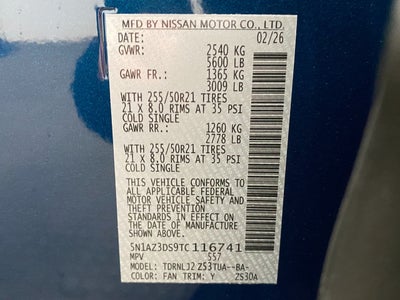 MFD BY NISSAN MOTOR CO., LTD.
DATE: 02/26
GVWR: 2540 KG
5600 LB
GAWR FR.: 1365 KG
3009 LB
WITH 255/50R21 TIRES
21 X 8.0 RIMS AT 35 PSI
COLD SINGLE
GAWR RR.: 1260 KG
2778 LB
WITH 255/50R21 TIRES
21 X 8.0 RIMS AT 35 PSI
COLD SINGLE
THIS VEHICLE CONFORMS TO
ALL APPLICABLE FEDERAL
MOTOR VEHICLE SAFETY AND
BUMPER STANDARDS IN
EFFECT ON THE DATE OF
MANUFACTURE SHOWN ABOVE.
5N1AZ3DS9TC116741
MPV 557
MODEL: TDRNLJ2 Z53TUA--BA-
COLOR: FAN TRIM: Y Z530A